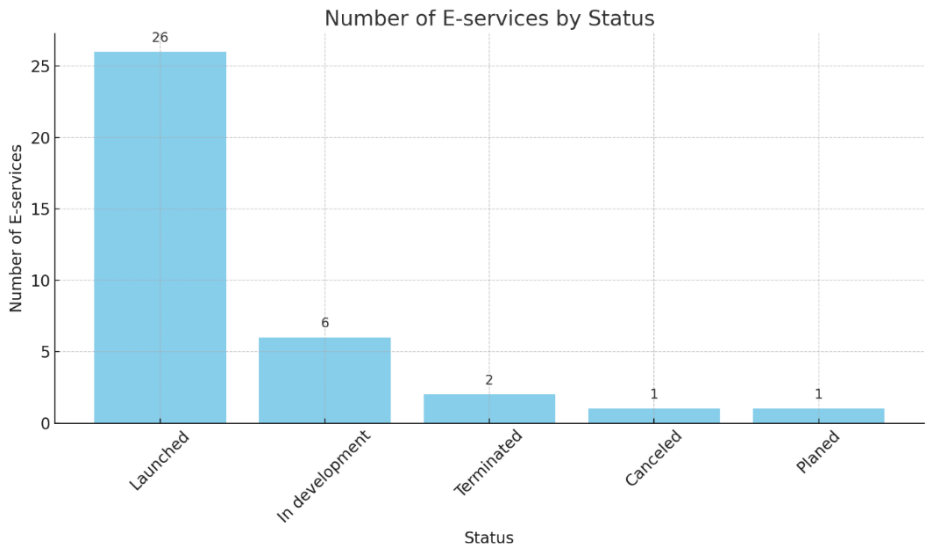 Number of E-services by Status
Number of E-services
25
20
15
10
5
0
26
6
2
1
1
Launched
In development
Terminated
Canceled
Planed
Status